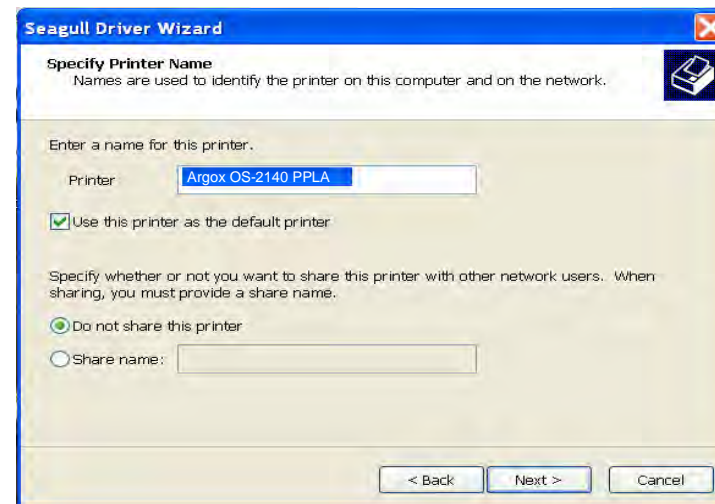 Seagull Driver Wizard
Specify Printer Name
Names are used to identify the printer on this computer and on the network.
Enter a name for this printer.
Printer
Argox OS-2140 PPLA
Use this printer as the default printer
Specify whether or not you want to share this printer with other network users. When
sharing, you must provide a share name.
Do not share this printer
Share name:
< Back
Next >
Cancel